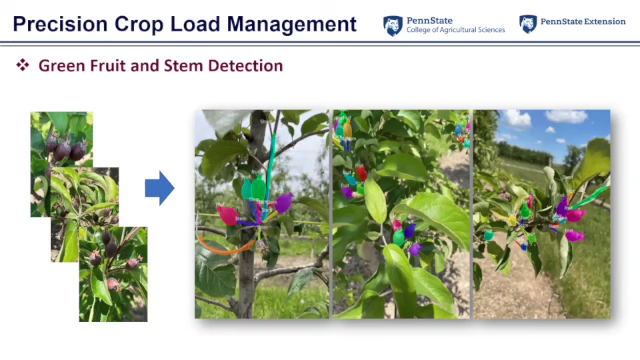 Precision Crop Load Management
PennState
College of Agricultural Sciences
PennState Extension
❖ Green Fruit and Stem Detection